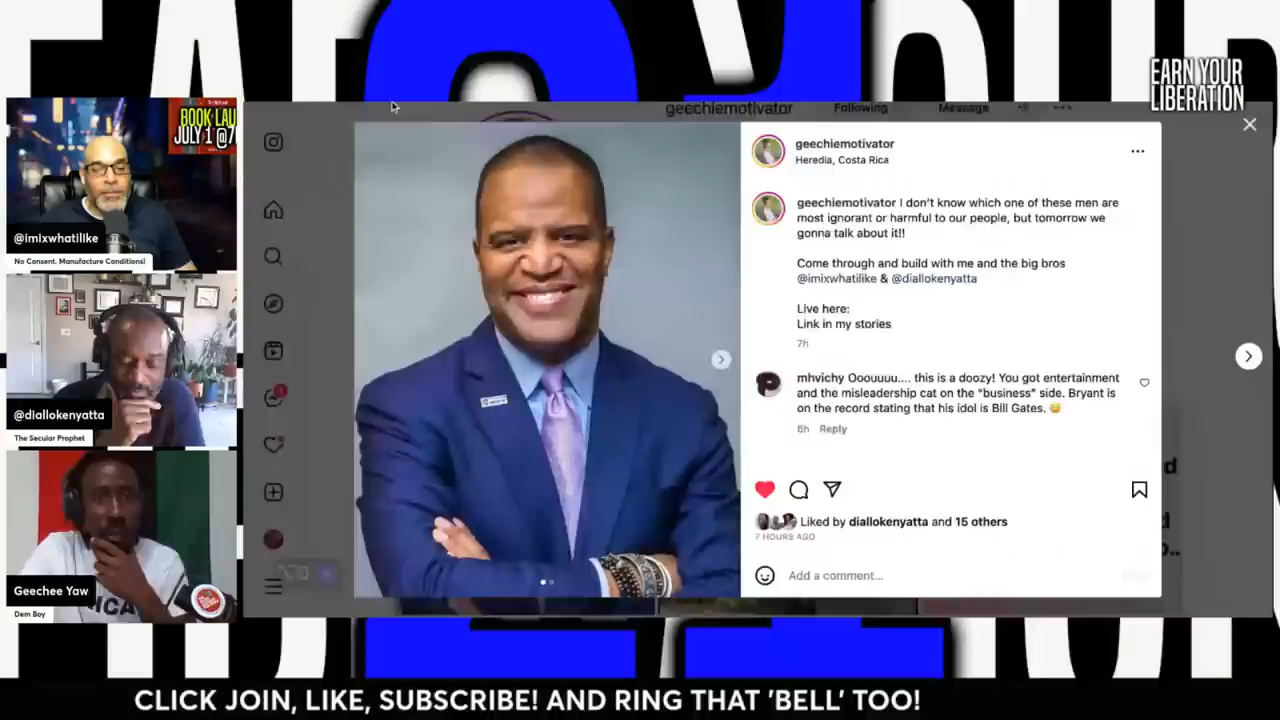 EARN YOUR
LIBERATION
BOOK LAU
JULY 1 @7
@imixwhatilike
No Consent. Manufacture Conditions!
@diallokenyatta
The Secular Prophet
Geechee Yaw
Dem Boy
geechiemotivator
Following
Message
geechiemotivator
Heredia, Costa Rica
geechiemotivator I don't know which one of these men are
most ignorant or harmful to our people, but tomorrow we
gonna talk about it!!
Come through and build with me and the big bros
@imixwhatilike & @diallokenyatta
Live here:
Link in my stories
7h
mhvichy Ooouuuu.... this is a doozy! You got entertainment
and the misleadership cat on the "business" side. Bryant is
on the record stating that his idol is Bill Gates. 😅
6h Reply
Liked by diallokenyatta and 15 others
7 HOURS AGO
Add a comment...
CLICK JOIN, LIKE, SUBSCRIBE! AND RING THAT 'BELL' TOO!